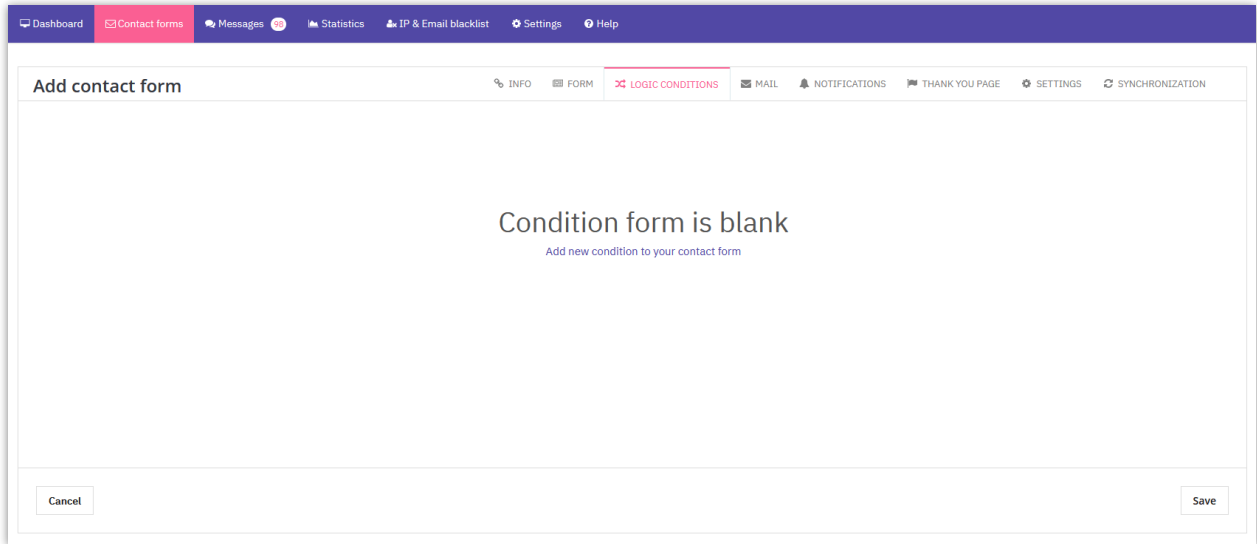 Dashboard Contact forms Messages 98 Statistics IP & Email blacklist Settings Help
Add contact form INFO FORM LOGIC CONDITIONS MAIL NOTIFICATIONS THANK YOU PAGE SETTINGS SYNCHRONIZATION
Condition form is blank
Add new condition to your contact form
Cancel Save